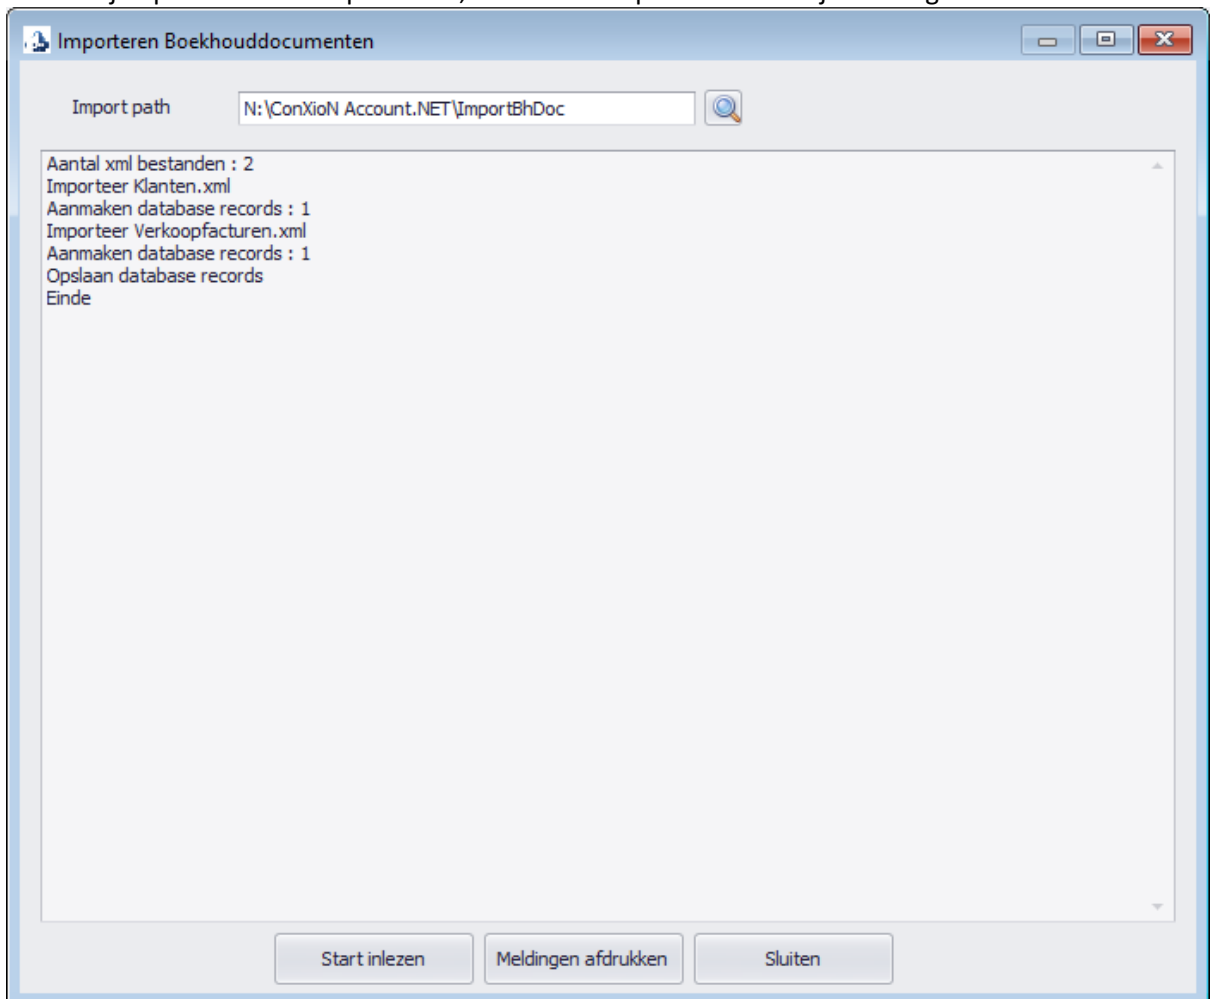 Importeren Boekhouddocumenten
Import path N:\ConXioN Account.NET\ImportBhDoc
Aantal xml bestanden : 2
Importeer Klanten.xml
Aanmaken database records : 1
Importeer Verkoopfacturen.xml
Aanmaken database records : 1
Opslaan database records
Einde
Start inlezen Meldingen afdrukken Sluiten